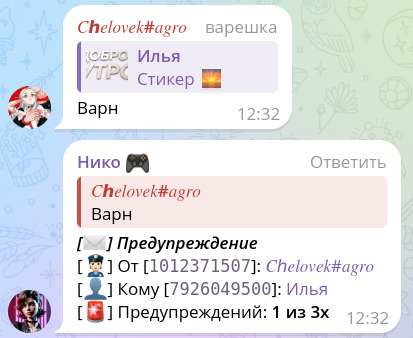 Chelovek#agro варешка
ДОБРО
УТРО
Илья
Стикер 🌅
Варн
12:32
Нико 🎮 Ответить
Chelovek#agro
Варн
[✉️] Предупреждение
[👮🏻] От [1012371507]: Chelovek#agro
[👤] Кому [7926049500]: Илья
[🚨] Предупреждений: 1 из 3х 12:32